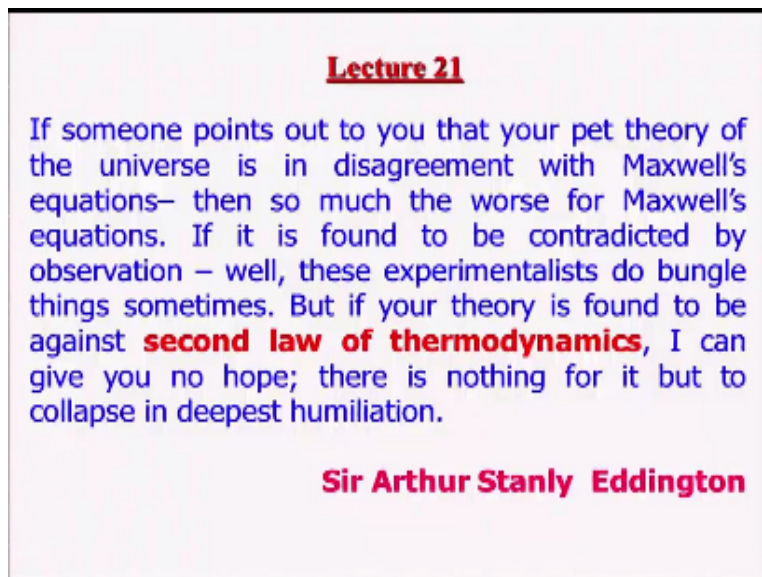 Lecture 21
If someone points out to you that your pet theory of
the universe is in disagreement with Maxwell's
equations– then so much the worse for Maxwell's
equations. If it is found to be contradicted by
observation – well, these experimentalists do bungle
things sometimes. But if your theory is found to be
against second law of thermodynamics, I can
give you no hope; there is nothing for it but to
collapse in deepest humiliation.
Sir Arthur Stanly Eddington